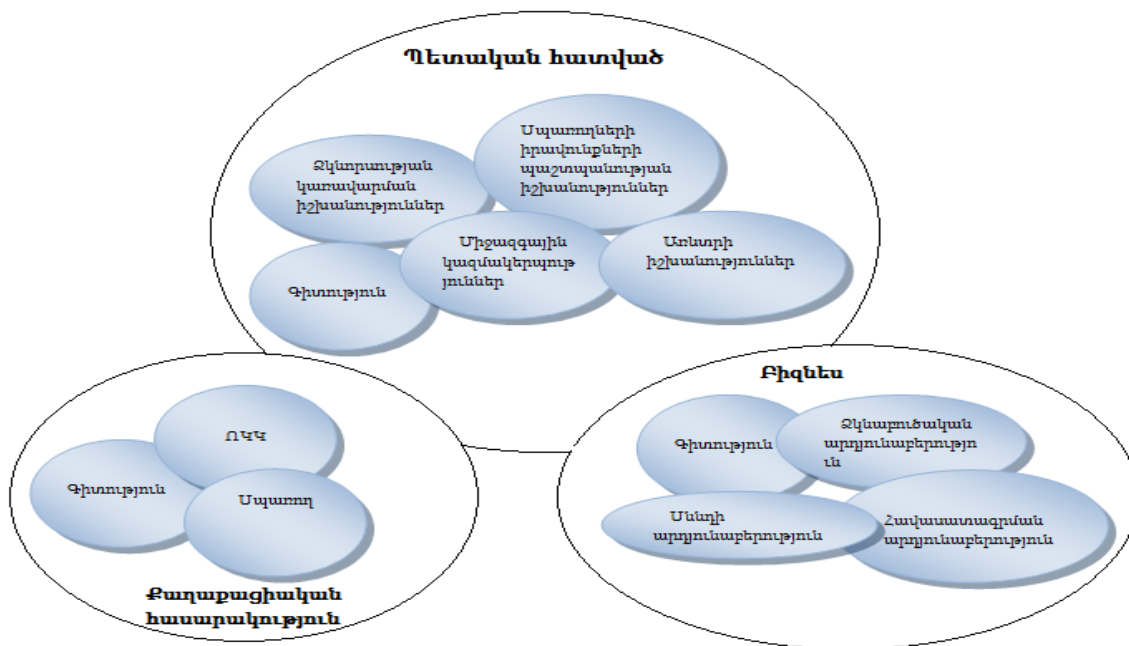 Պետական հատված
Սպառողների
իրավունքների
պաշտպանության
իշխանություններ
Ձկնորսության
կառավարման
իշխանություններ
Միջազգային
կազմակերպութ
յուններ
Առևտրի
իշխանություններ
Գիտություն
Քաղաքացիական
հասարակություն
ՈԿԿ
Գիտություն
Սպառող
Բիզնես
Գիտություն
Ձկնաբուծական
արդյունաբերությո
ւն
Սննդի
արդյունաբերություն
Հավաստագրման
արդյունաբերություն